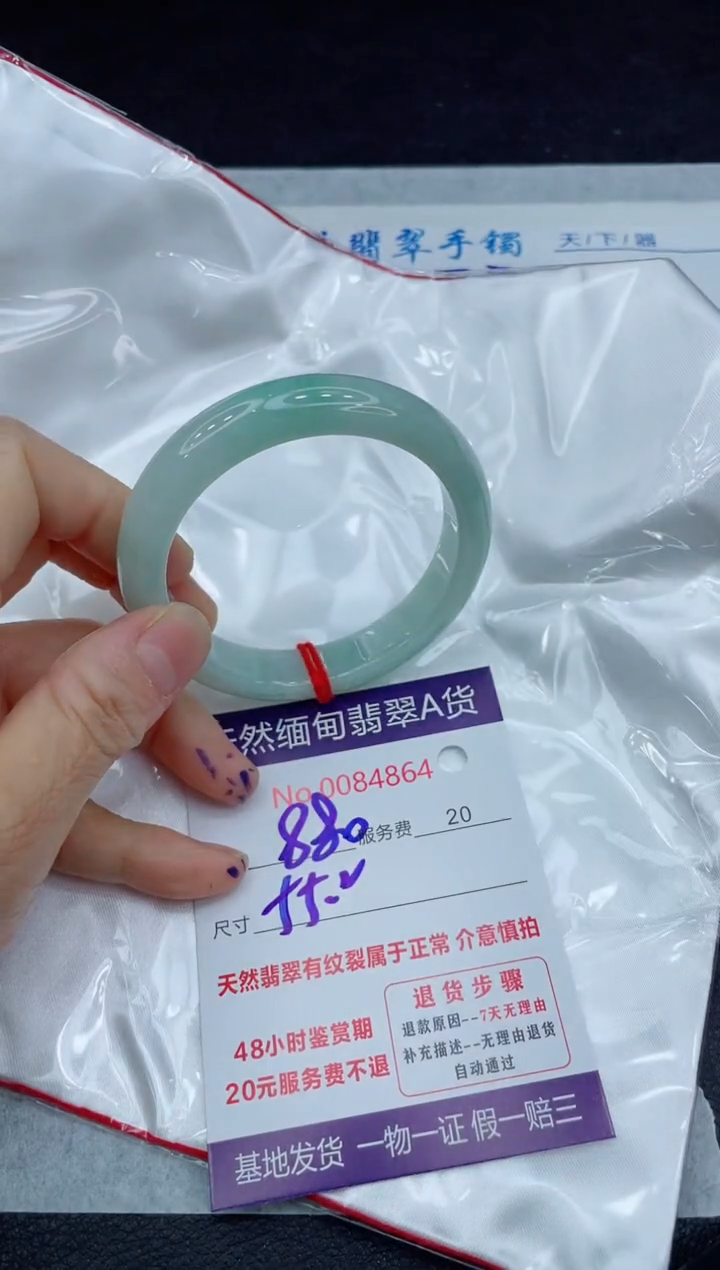 翡翠手镯 天/下/翡
天然缅甸翡翠A货
No.0084864
880 服务费 20
尺寸 55.2
天然翡翠有纹裂属于正常 介意慎拍
48小时鉴赏期
20元服务费不退
退货步骤
退款原因--7天无理由
补充描述--无理由退货
自动通过
基地发货 一物一证 假一赔三